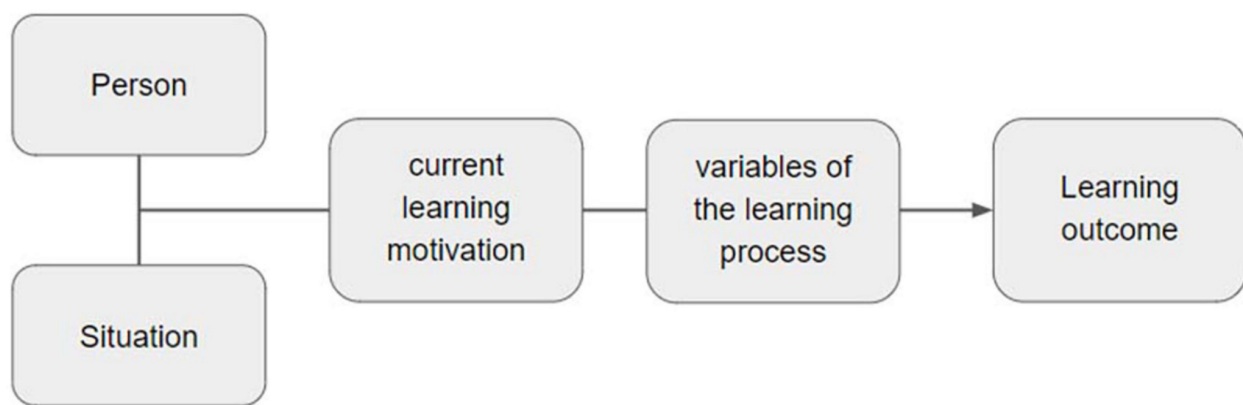 Person
Situation
current
learning
motivation
variables of
the learning
process
Learning
outcome